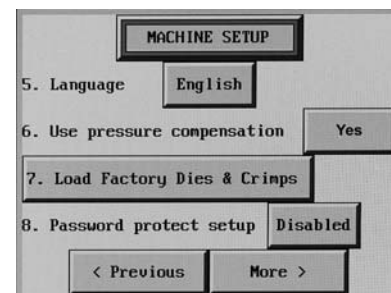 MACHINE SETUP
5. Language English
6. Use pressure compensation Yes
7. Load Factory Dies & Crimps
8. Password protect setup Disabled
< Previous More >